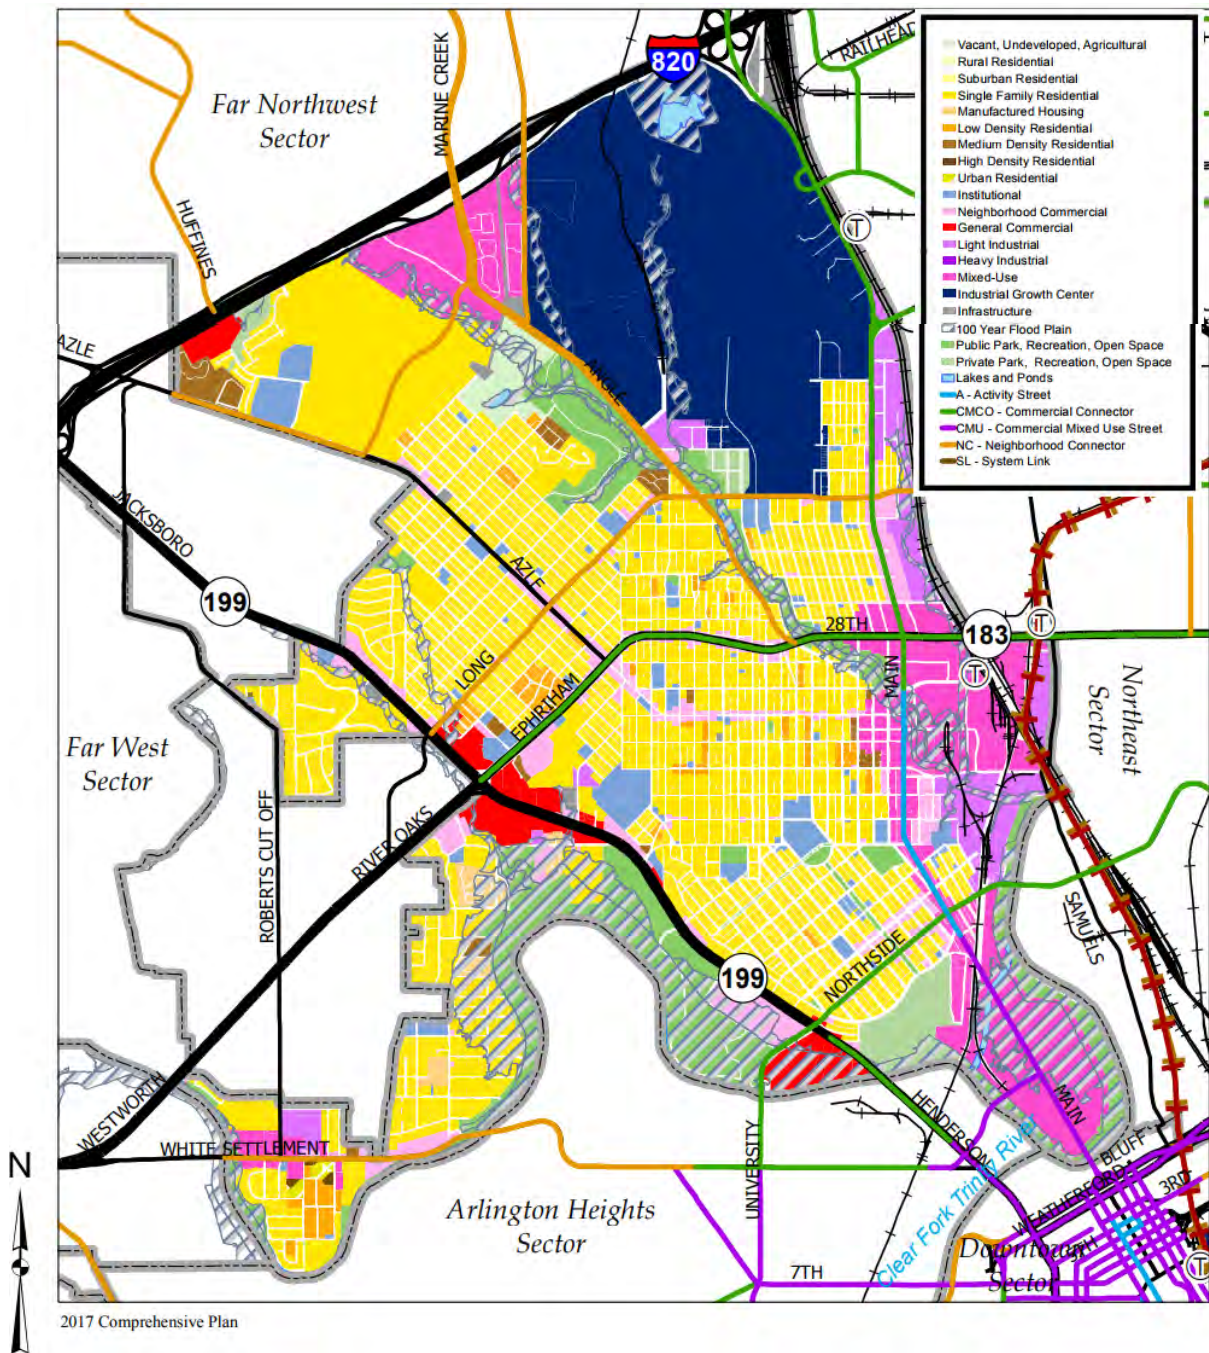 820
RAILHEAD
MARINE CREEK
Far Northwest
Sector
HUFFINES
AZLE
Vacant, Undeveloped, Agricultural
Rural Residential
Suburban Residential
Single Family Residential
Manufactured Housing
Low Density Residential
Medium Density Residential
High Density Residential
Urban Residential
Institutional
Neighborhood Commercial
General Commercial
Light Industrial
Heavy Industrial
Mixed-Use
Industrial Growth Center
Infrastructure
100 Year Flood Plain
Public Park, Recreation, Open Space
Private Park, Recreation, Open Space
Lakes and Ponds
A - Activity Street
CMCO - Commercial Connector
CMU - Commercial Mixed Use Street
NC - Neighborhood Connector
SL - System Link
T
ANGLE
JACKSBORO
199
AZLE
28TH
183
T
T
MAIN
LONG
EPHRIHAM
Northeast
Sector
Far West
Sector
ROBERTS CUT OFF
RIVER OAKS
SAMUELS
199
NORTHSIDE
WESTWORTH
WHITE SETTLEMENT
HENDERSON
MAIN
BLUFF
UNIVERSITY
Clear Fork Trinity River
WEATHERFORD
3RD
Arlington Heights
Sector
5TH
Downtown
Sector
7TH
T
N
2017 Comprehensive Plan